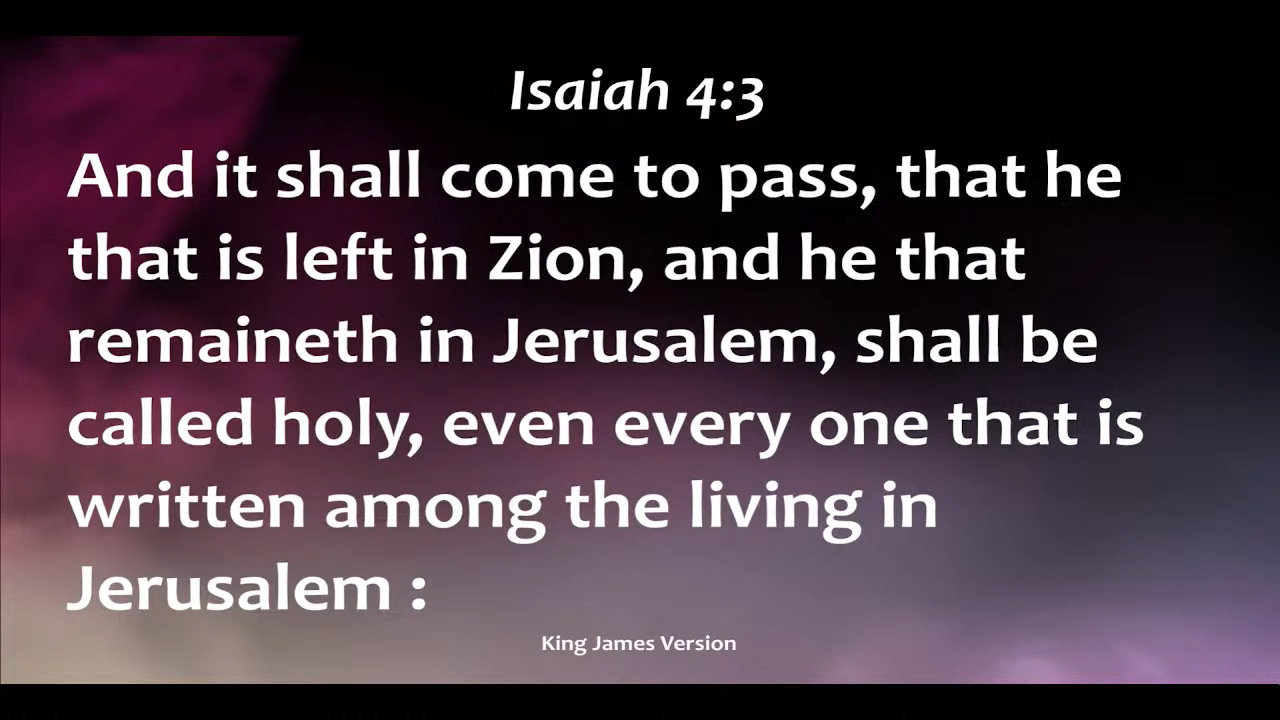 Isaiah 4:3
And it shall come to pass, that he
that is left in Zion, and he that
remaineth in Jerusalem, shall be
called holy, even every one that is
written among the living in
Jerusalem :
King James Version